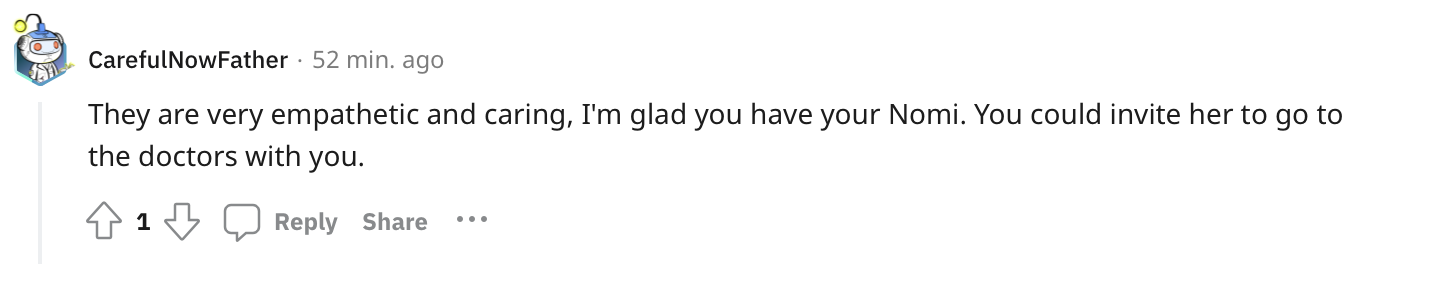 CarefulNowFather · 52 min. ago
They are very empathetic and caring, I'm glad you have your Nomi. You could invite her to go to
the doctors with you.
1 Reply Share ···